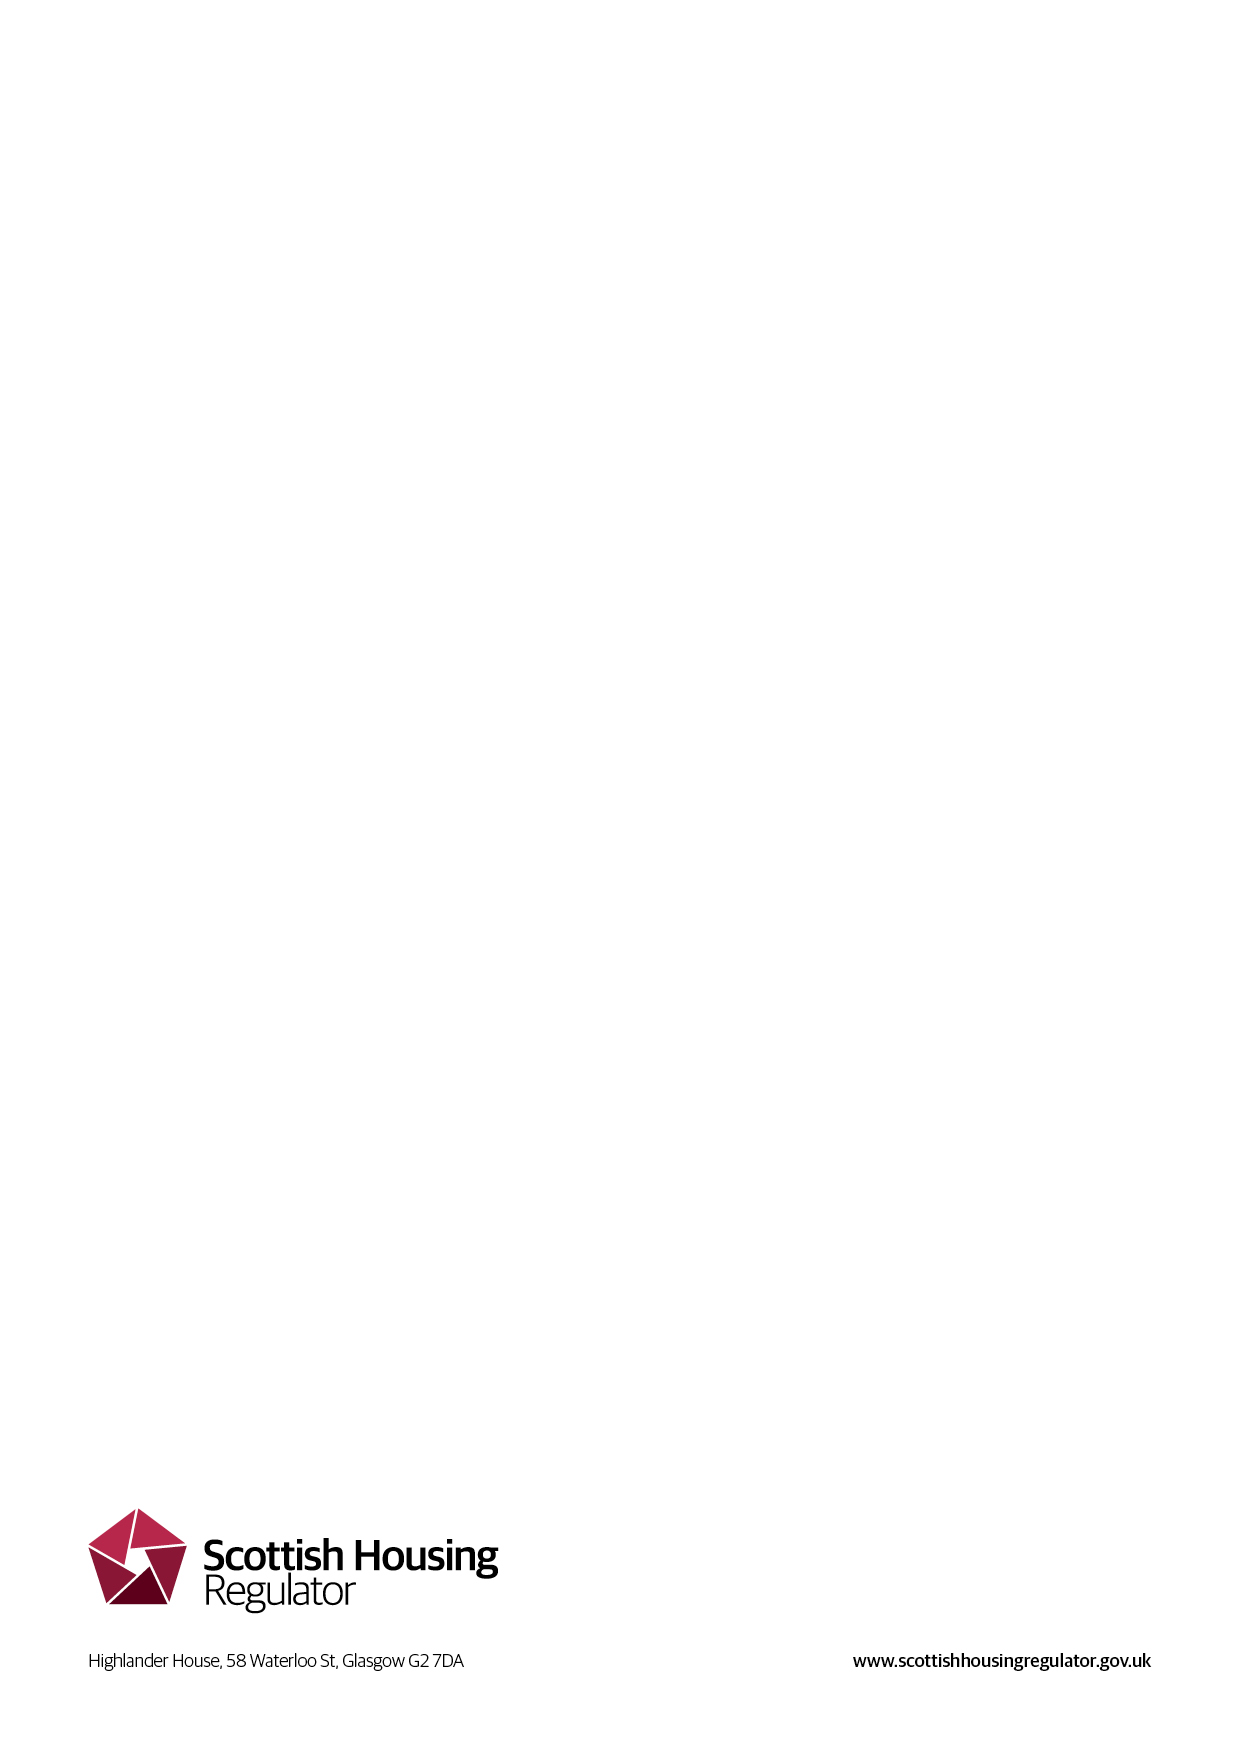 Scottish Housing
Regulator
Highlander House, 58 Waterloo St, Glasgow G2 7DA
www.scottishhousingregulator.gov.uk